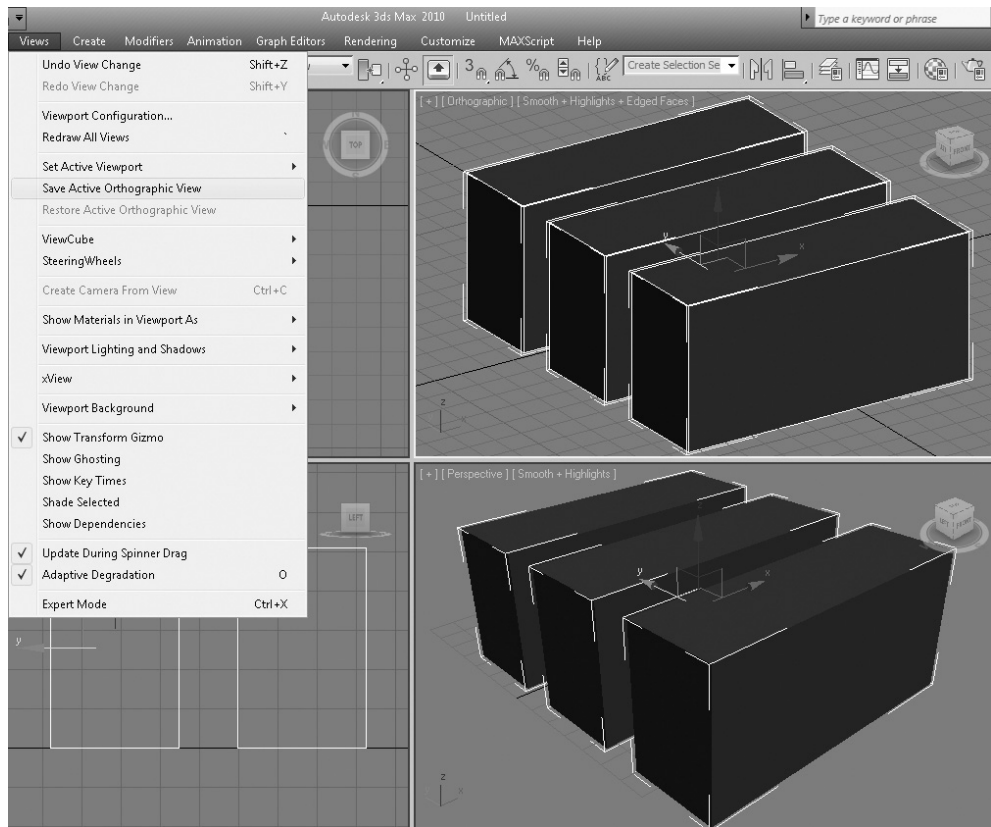 Autodesk 3ds Max 2010 Untitled
Type a keyword or phrase
Views Create Modifiers Animation Graph Editors Rendering Customize MAXScript Help
Undo View Change Shift+Z
Redo View Change Shift+Y
Viewport Configuration...
Redraw All Views `
Set Active Viewport
Save Active Orthographic View
Restore Active Orthographic View
ViewCube
SteeringWheels
Create Camera From View Ctrl+C
Show Materials in Viewport As
Viewport Lighting and Shadows
xView
Viewport Background
Show Transform Gizmo
Show Ghosting
Show Key Times
Shade Selected
Show Dependencies
Update During Spinner Drag
Adaptive Degradation O
Expert Mode Ctrl+X
3
%
ABC
Create Selection Se
TOP
[ + ] [ Orthographic ] [ Smooth + Highlights + Edged Faces ]
FRONT
y
x
z
LEFT
y
[ + ] [ Perspective ] [ Smooth + Highlights ]
LEFT FRONT
y
x
z
x